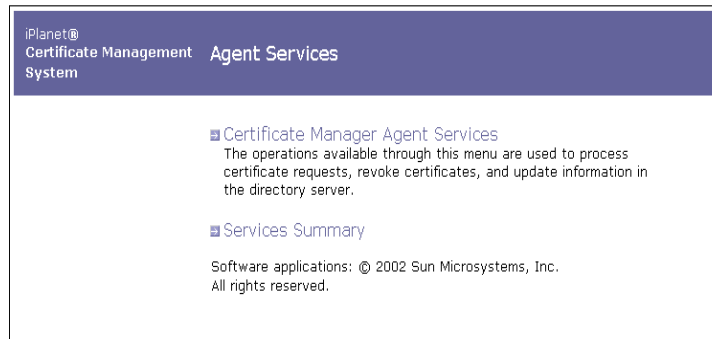 iPlanet®
Certificate Management
System
Agent Services
Certificate Manager Agent Services
The operations available through this menu are used to process
certificate requests, revoke certificates, and update information in
the directory server.
Services Summary
Software applications: © 2002 Sun Microsystems, Inc.
All rights reserved.